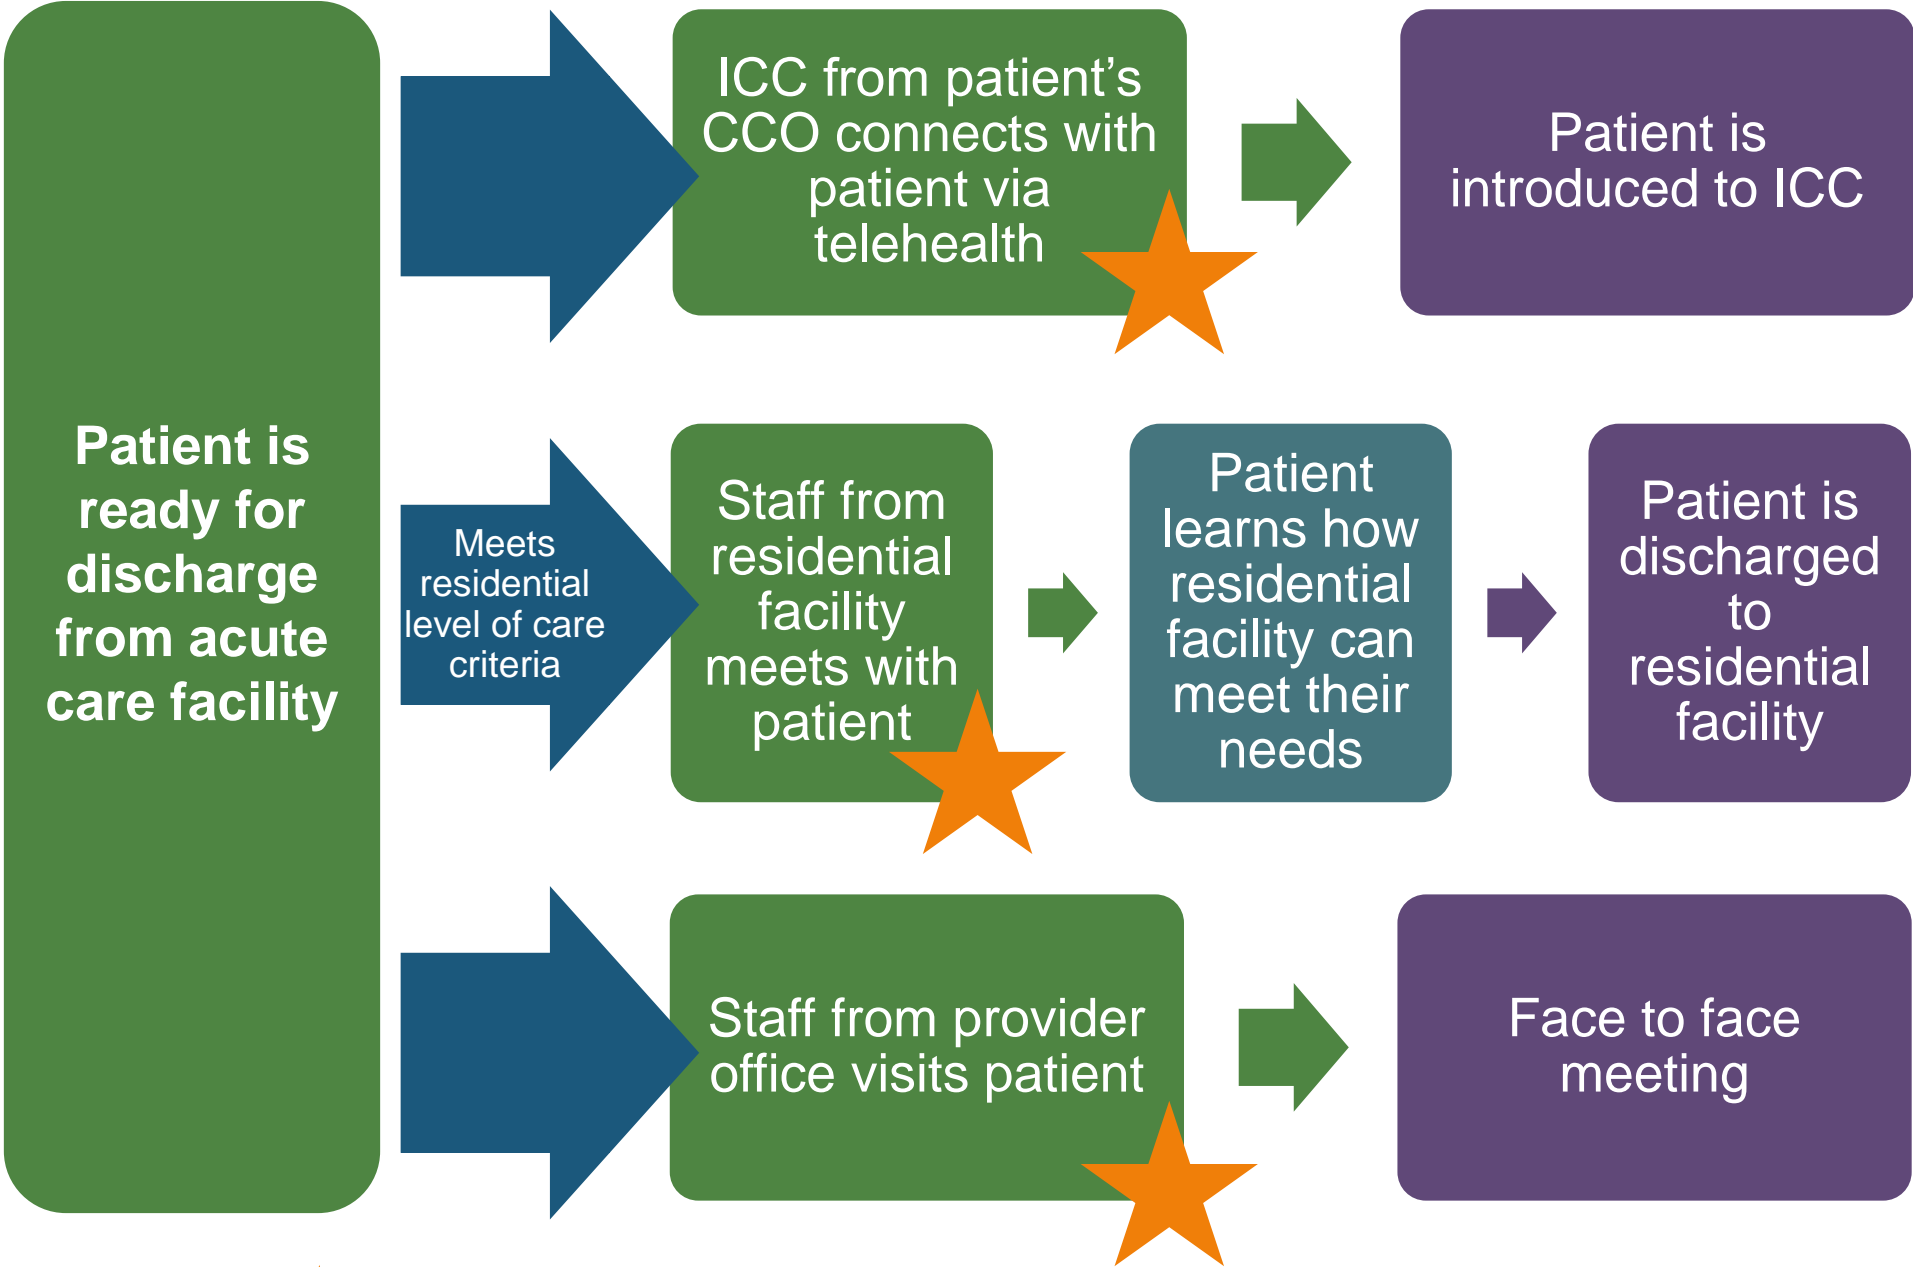 Patient is
ready for
discharge
from acute
care facility
ICC from patient’s
CCO connects with
patient via
telehealth
Patient is
introduced to ICC
Meets
residential
level of care
criteria
Staff from
residential
facility
meets with
patient
Patient
learns how
residential
facility can
meet their
needs
Patient is
discharged
to
residential
facility
Staff from provider
office visits patient
Face to face
meeting